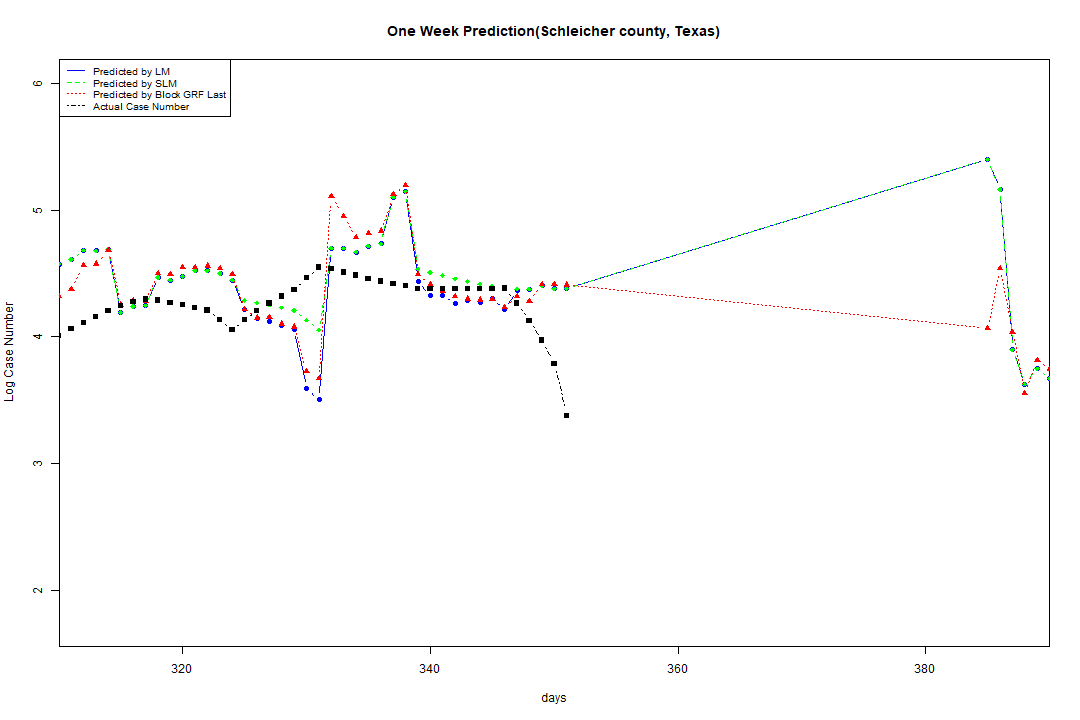 One Week Prediction(Schleicher county, Texas)
Predicted by LM
Predicted by SLM
Predicted by Block GRF Last
Actual Case Number
6
5
4
3
2
Log Case Number
320 340 360 380
days